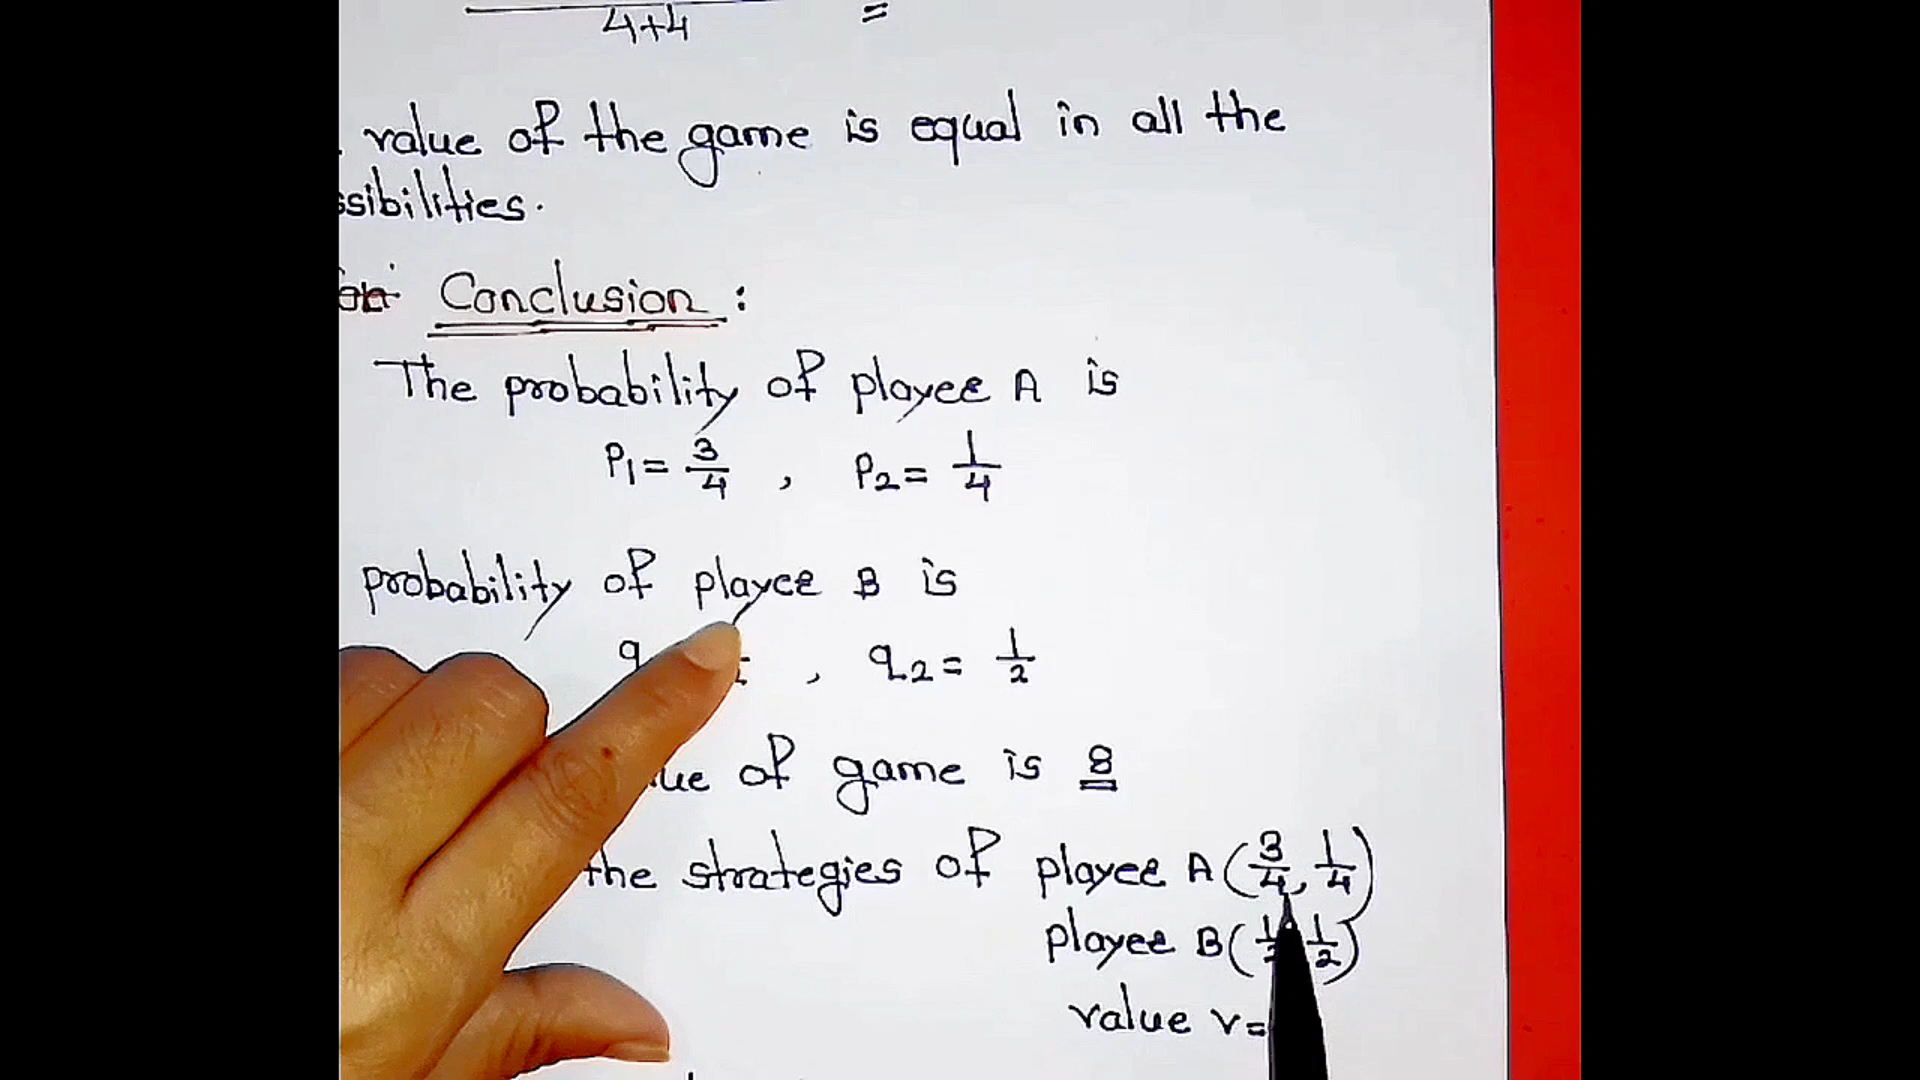 4+4 =
value of the game is equal in all the
ssibilities.
Conclusion :
The probability of player A is
P1 = 3/4 , P2 = 1/4
probability of player B is
q , q2 = 1/2
of game is 8
the strategies of player A (3/4, 1/4)
player B ( 1/2)
value v =